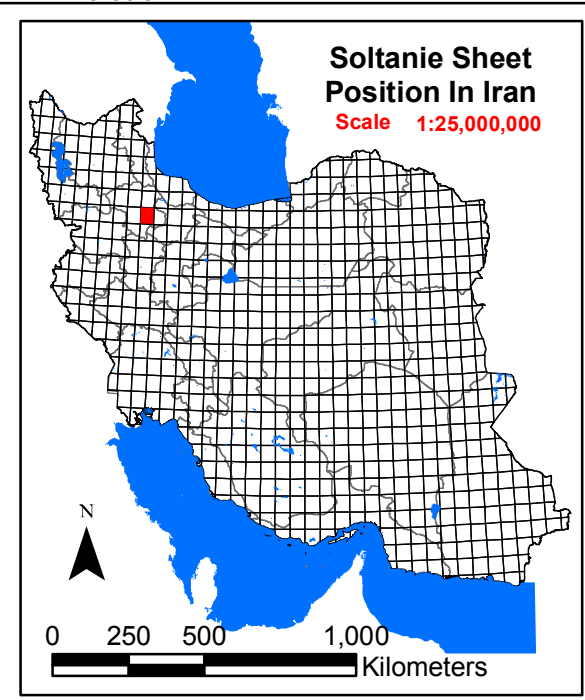 Soltanie Sheet
Position In Iran
Scale 1:25,000,000
N
0 250 500 1,000
Kilometers